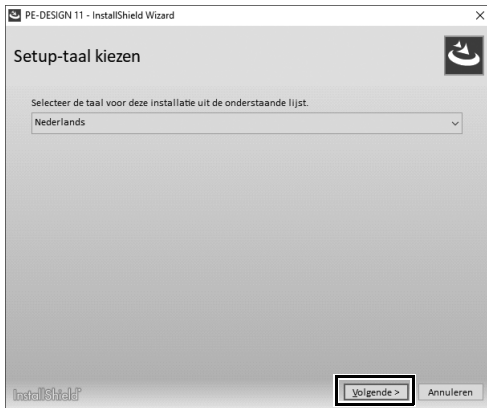 PE-DESIGN 11 - InstallShield Wizard
Setup-taal kiezen
Selecteer de taal voor deze installatie uit de onderstaande lijst.
Nederlands
InstallShield
Volgende >
Annuleren